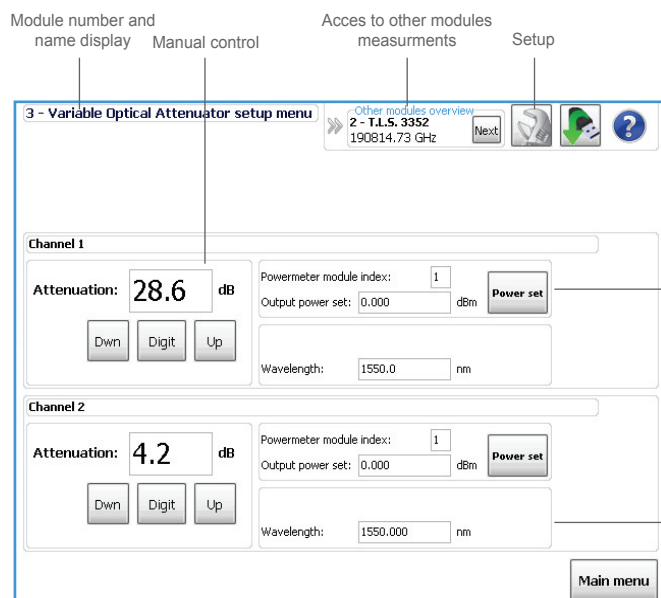 Module number and
name display
Manual control
Acces to other modules
measurments
Setup
3 - Variable Optical Attenuator setup menu
Other modules overview
2 - T.L.S. 3352
190814.73 GHz
Next
?
Channel 1
Attenuation: 28.6 dB
Dwn Digit Up
Powermeter module index: 1
Output power set: 0.000 dBm
Power set
Wavelength: 1550.0 nm
Channel 2
Attenuation: 4.2 dB
Dwn Digit Up
Powermeter module index: 1
Output power set: 0.000 dBm
Power set
Wavelength: 1550.000 nm
Main menu